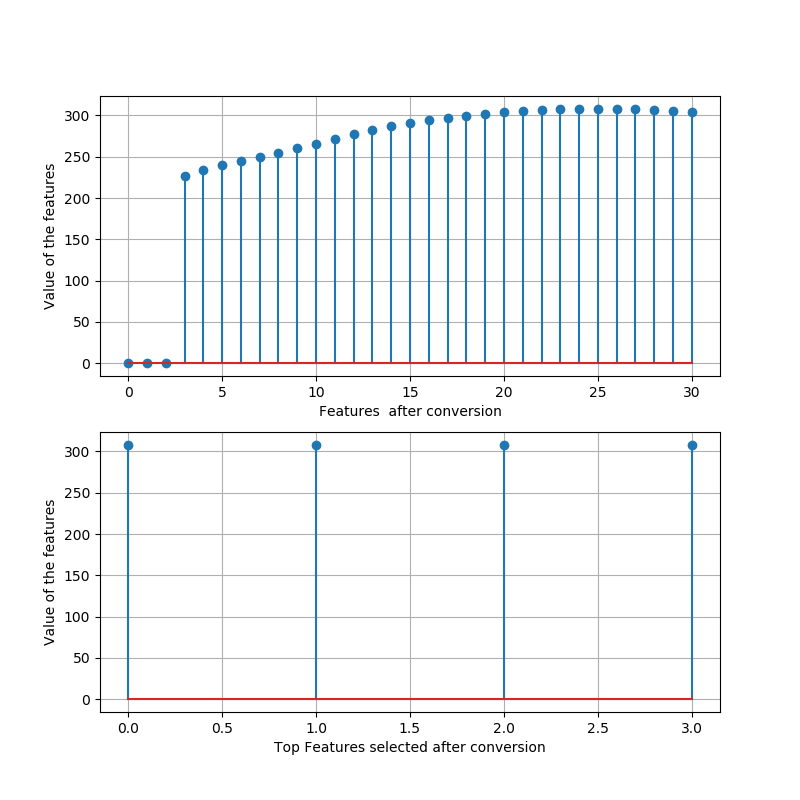 300
250
200
150
100
50
0
Value of the features
0 5 10 15 20 25 30
Features  after conversion
300
250
200
150
100
50
0
Value of the features
0.0 0.5 1.0 1.5 2.0 2.5 3.0
Top Features selected after conversion